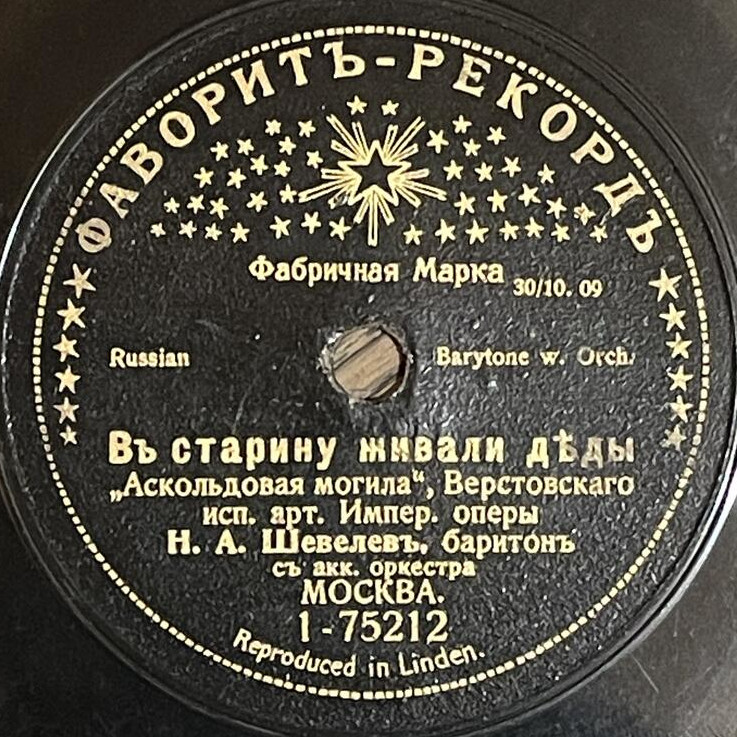 ФАВОРИТЪ-РЕКОРДЪ
Фабричная Марка 30/10. 09
Russian Barytone w. Orch.
Въ старину живали дѣды
„Аскольдовая могила“, Верстовскаго
исп. арт. Импер. оперы
Н. А. Шевелевъ, баритонъ
съ акк. оркестра
МОСКВА.
1-75212
Reproduced in Linden.